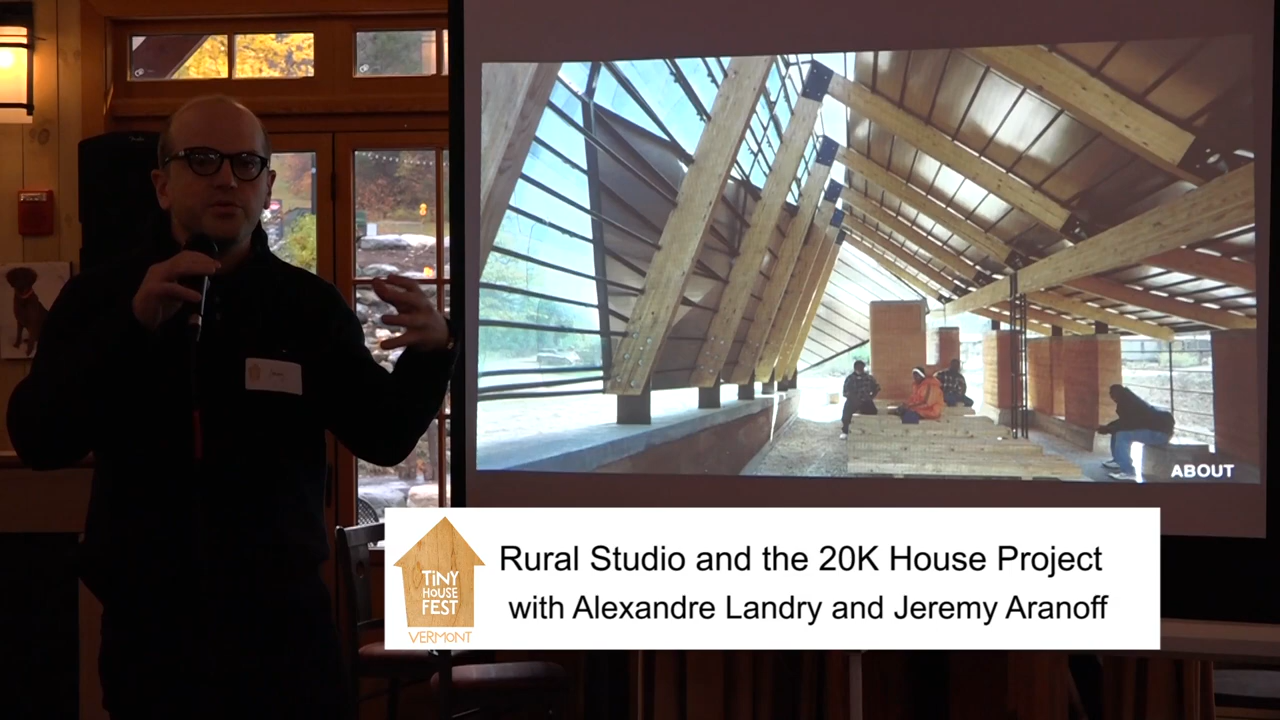 ABOUT
TiNY
HOUSE
FEST
VERMONT
Rural Studio and the 20K House Project
with Alexandre Landry and Jeremy Aranoff